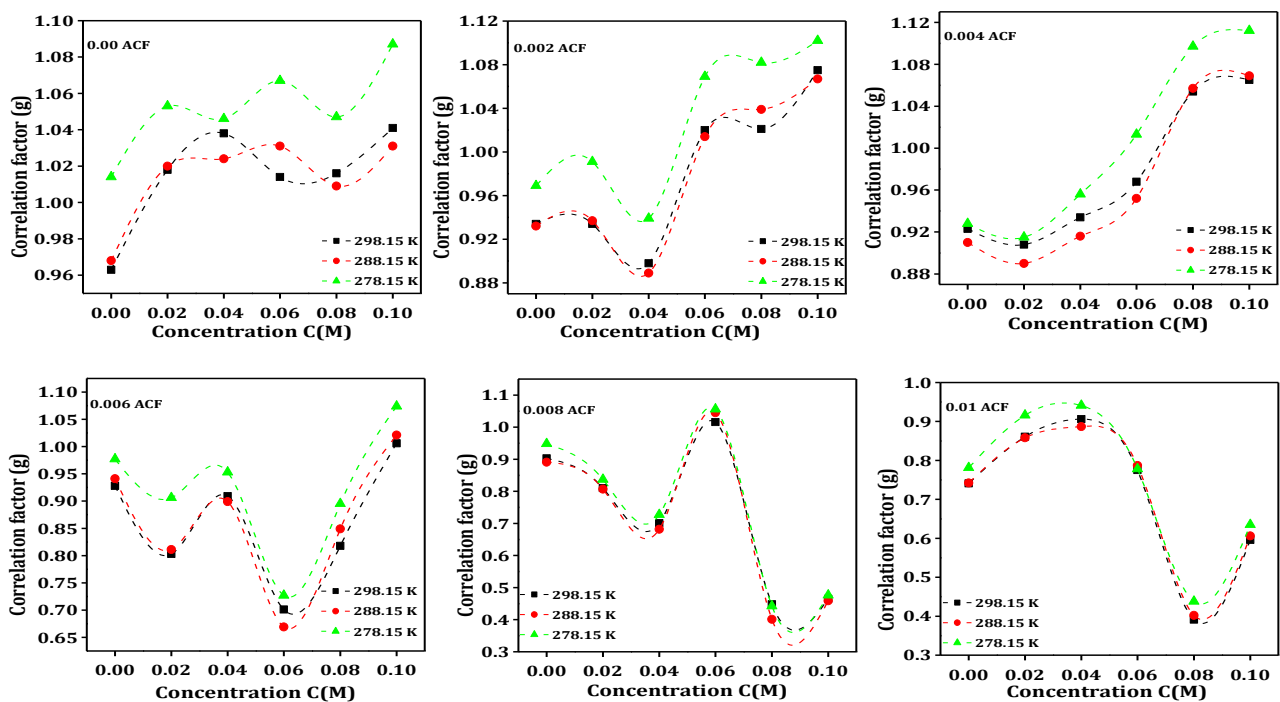 1.10
1.08
1.06
1.04
1.02
1.00
0.98
0.96
Correlation factor (g)
0.00 ACF
298.15 K
288.15 K
278.15 K
0.00 0.02 0.04 0.06 0.08 0.10
Concentration C(M)
1.12
1.08
1.04
1.00
0.96
0.92
0.88
Correlation factor (g)
0.002 ACF
298.15 K
288.15 K
278.15 K
0.00 0.02 0.04 0.06 0.08 0.10
Concentration C(M)
1.12
1.08
1.04
1.00
0.96
0.92
0.88
Correlation factor (g)
0.004 ACF
298.15 K
288.15 K
278.15 K
0.00 0.02 0.04 0.06 0.08 0.10
Concentration C(M)
1.10
1.05
1.00
0.95
0.90
0.85
0.80
0.75
0.70
0.65
Correlation factor (g)
0.006 ACF
298.15 K
288.15 K
278.15 K
0.00 0.02 0.04 0.06 0.08 0.10
Concentration C(M)
1.1
1.0
0.9
0.8
0.7
0.6
0.5
0.4
0.3
Correlation factor (g)
0.008 ACF
298.15 K
288.15 K
278.15 K
0.00 0.02 0.04 0.06 0.08 0.10
Concentration C(M)
1.0
0.9
0.8
0.7
0.6
0.5
0.4
0.3
Correlation factor (g)
0.01 ACF
298.15 K
288.15 K
278.15 K
0.00 0.02 0.04 0.06 0.08 0.10
Concentration C(M)